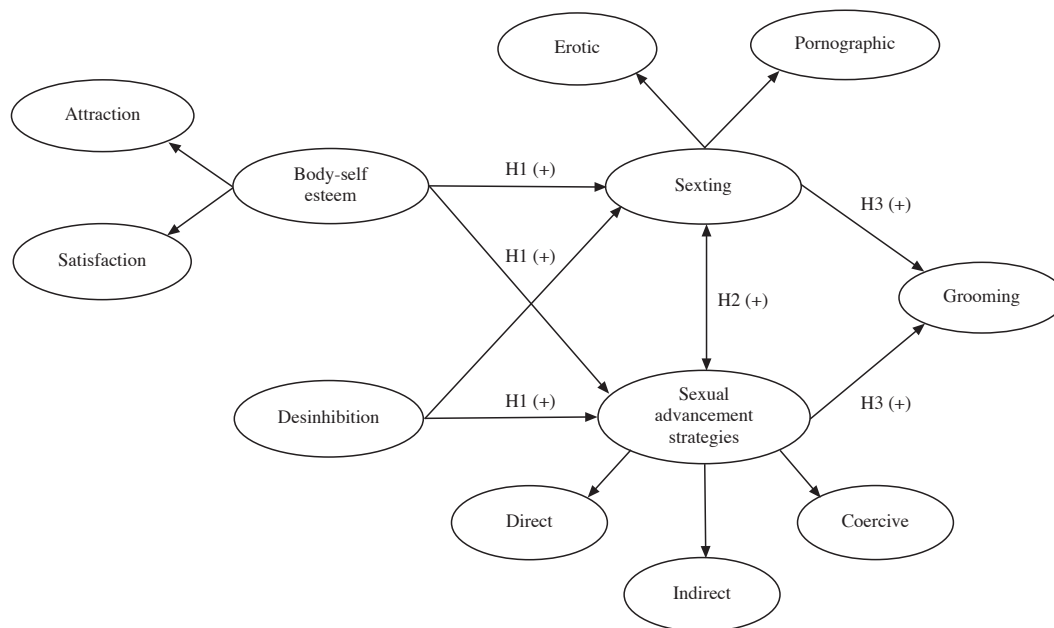 Erotic
Pornographic
Attraction
Body-self
esteem
H1 (+)
Sexting
H3 (+)
Satisfaction
H1 (+)
Grooming
H2 (+)
Desinhibition
H1 (+)
Sexual
advancement
strategies
H3 (+)
Direct
Coercive
Indirect